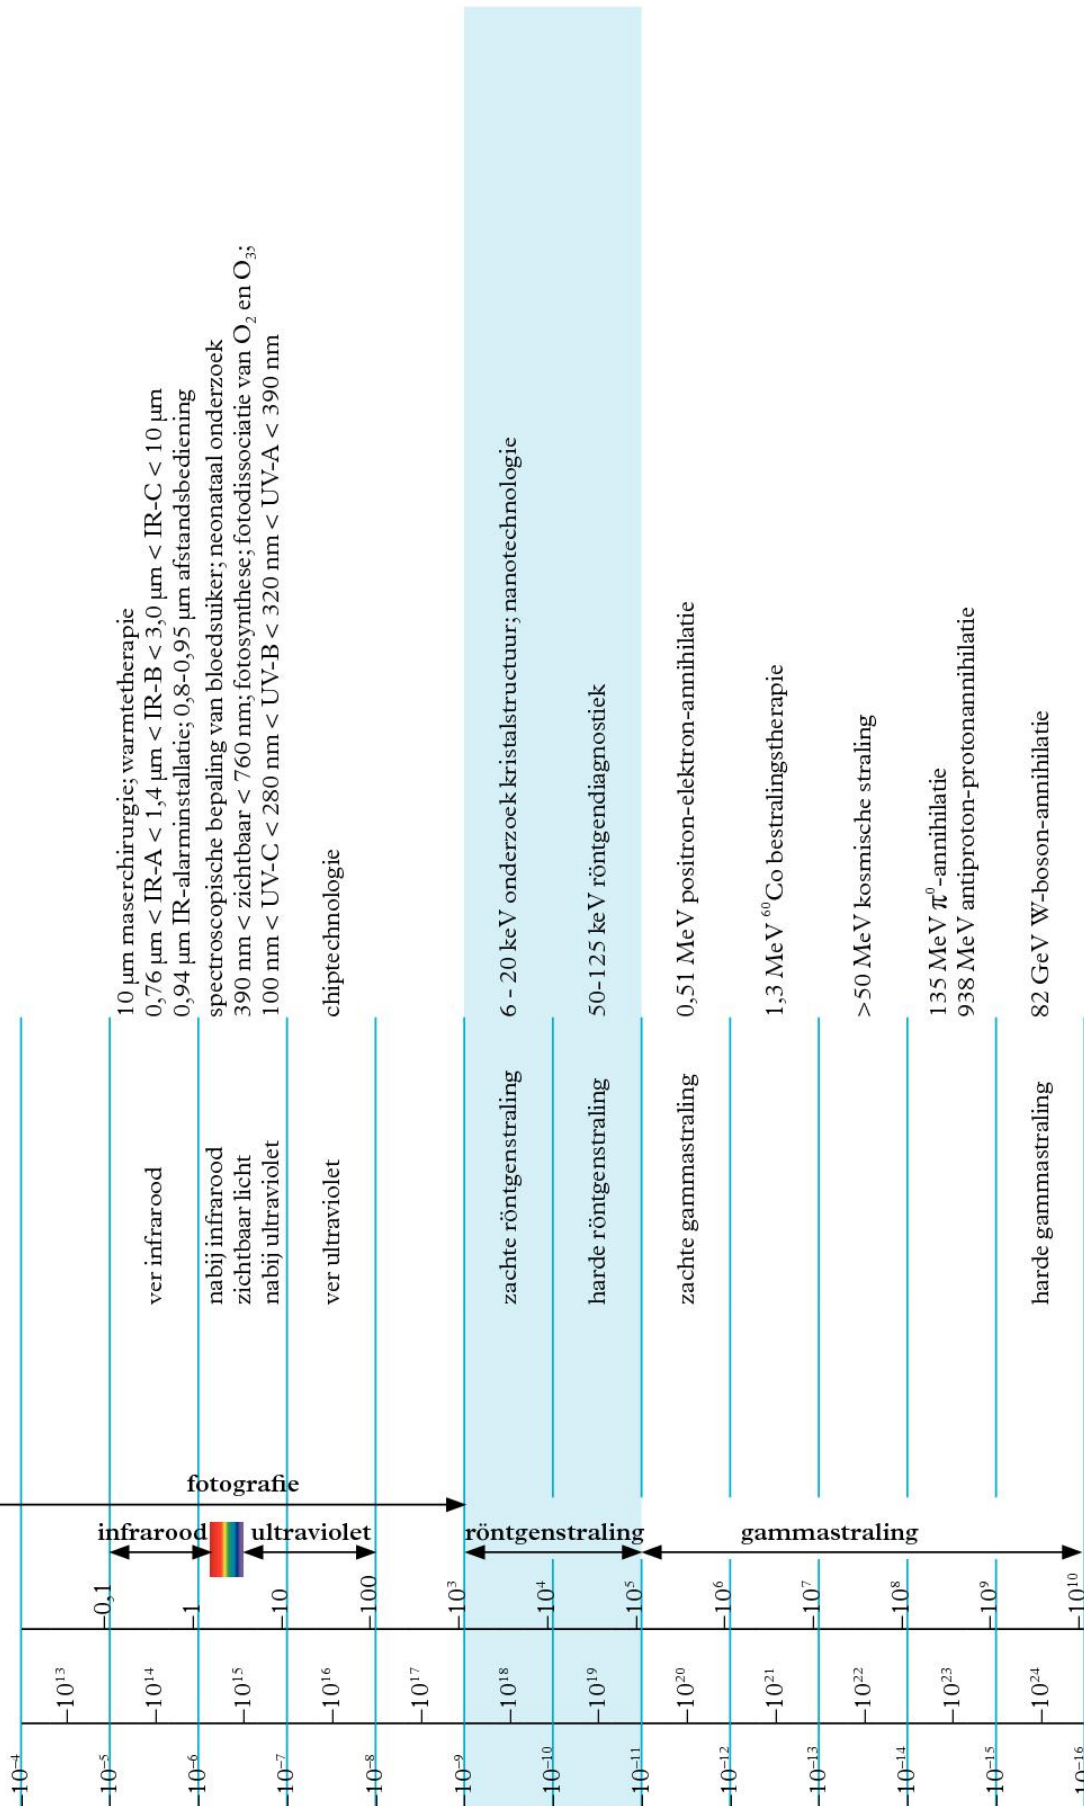 10 μm maserchirurgie; warmtetherapie
0,76 μm < IR-A < 1,4 μm < IR-B < 3,0 μm < IR-C < 10 μm
0,94 μm IR-alarminstallatie; 0,8-0,95 μm afstandsbediening
spectroscopische bepaling van bloedsuiker; neonataal onderzoek
390 nm < zichtbaar < 760 nm; fotosynthese; fotodissociatie van O₂ en O₃;
100 nm < UV-C < 280 nm < UV-B < 320 nm < UV-A < 390 nm
chiptechnologie
6 - 20 keV onderzoek kristalstructuur; nanotechnologie
50-125 keV röntgendiagnostiek
0,51 MeV positron-elektron-annihilatie
1,3 MeV ⁶⁰Co bestralingstherapie
>50 MeV kosmische straling
135 MeV π⁰-annihilatie
938 MeV antiproton-protonannihilatie
82 GeV W-boson-annihilatie
ver infrarood
nabij infrarood
zichtbaar licht
nabij ultraviolet
ver ultraviolet
zachte röntgenstraling
harde röntgenstraling
zachte gammastraling
harde gammastraling
fotografie
infrarood
ultraviolet
röntgenstraling
gammastraling
0,1
1
10
100
10³
10⁴
10⁵
10⁶
10⁷
10⁸
10⁹
10¹⁰
10¹³
10¹⁴
10¹⁵
10¹⁶
10¹⁷
10¹⁸
10¹⁹
10²⁰
10²¹
10²²
10²³
10²⁴
10⁻⁴
10⁻⁵
10⁻⁶
10⁻⁷
10⁻⁸
10⁻⁹
10⁻¹⁰
10⁻¹¹
10⁻¹²
10⁻¹³
10⁻¹⁴
10⁻¹⁵
10⁻¹⁶